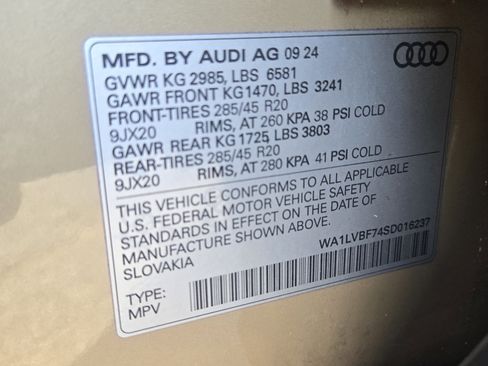 MFD. BY AUDI AG 09 24
GVWR KG 2985, LBS 6581
GAWR FRONT KG1470, LBS 3241
FRONT-TIRES 285/45 R20
9JX20 RIMS, AT 260 KPA 38 PSI COLD
GAWR REAR KG 1725 LBS 3803
REAR-TIRES 285/45 R20
9JX20 RIMS, AT 280 KPA 41 PSI COLD
THIS VEHICLE CONFORMS TO ALL APPLICABLE
U.S. FEDERAL MOTOR VEHICLE SAFETY
STANDARDS IN EFFECT ON THE DATE OF
MANUFACTURE SHOWN ABOVE.
SLOVAKIA
WA1LVBF74SD016237
TYPE:
MPV